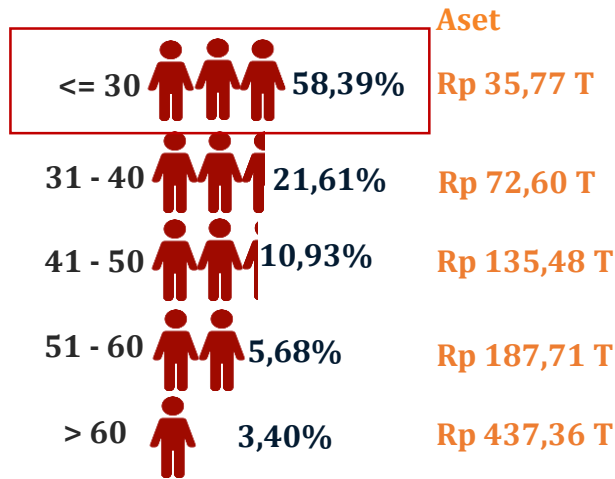 Aset
<= 30 58,39% Rp 35,77 T
31 - 40 21,61% Rp 72,60 T
41 - 50 10,93% Rp 135,48 T
51 - 60 5,68% Rp 187,71 T
> 60 3,40% Rp 437,36 T